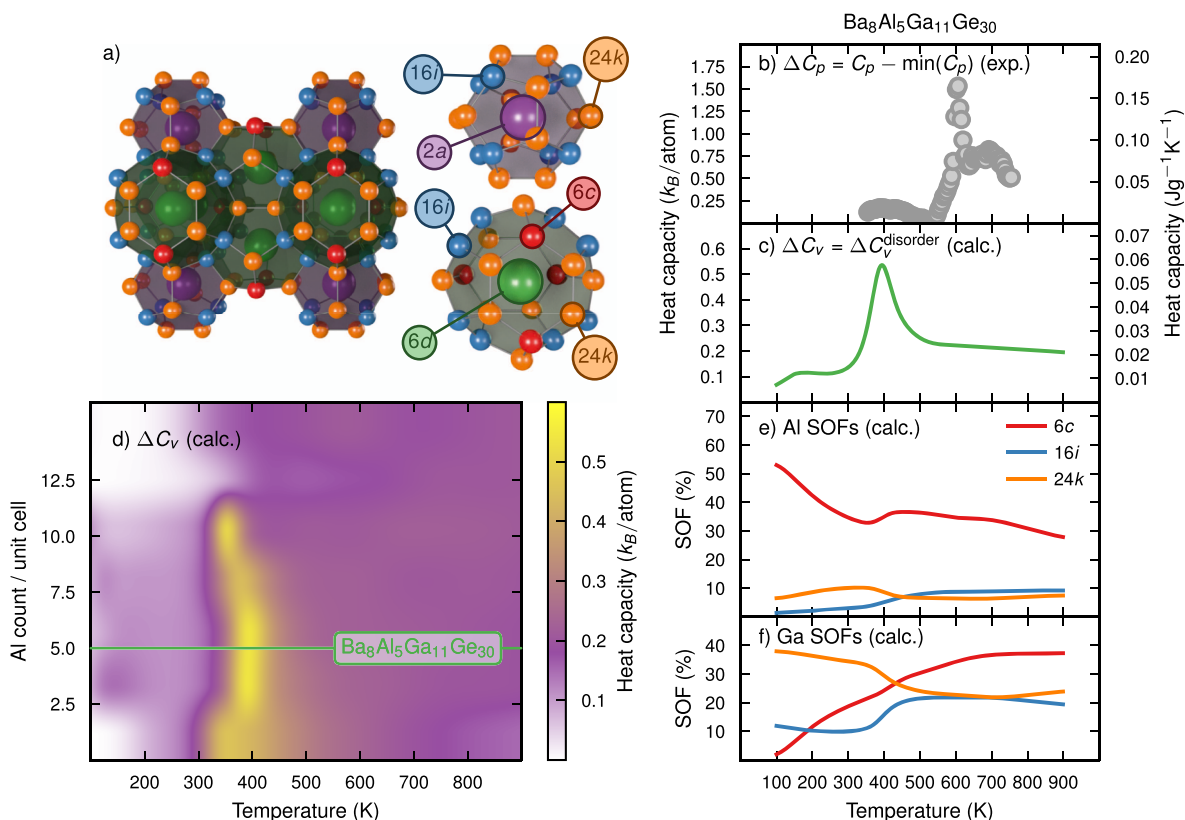 a)
16i
24k
2a
16i
6c
6d
24k
Ba8Al5Ga11Ge30
b) ΔCp = Cp − min(Cp) (exp.)
Heat capacity (kB/atom)
1.75
1.50
1.25
1.00
0.75
0.50
0.25
0.20
0.15
0.10
0.05
0.00
Heat capacity (Jg−1K−1)
c) ΔCv = ΔCv^disorder (calc.)
0.6
0.5
0.4
0.3
0.2
0.1
0.07
0.06
0.05
0.04
0.03
0.02
0.01
d) ΔCv (calc.)
Al count / unit cell
12.5
10.0
7.5
5.0
2.5
Ba8Al5Ga11Ge30
200 300 400 500 600 700 800
Temperature (K)
0.5
0.4
0.3
0.2
0.1
Heat capacity (kB/atom)
e) Al SOFs (calc.)
6c
16i
24k
SOF (%)
70
60
50
40
30
20
10
f) Ga SOFs (calc.)
SOF (%)
40
30
20
10
100 200 300 400 500 600 700 800 900
Temperature (K)